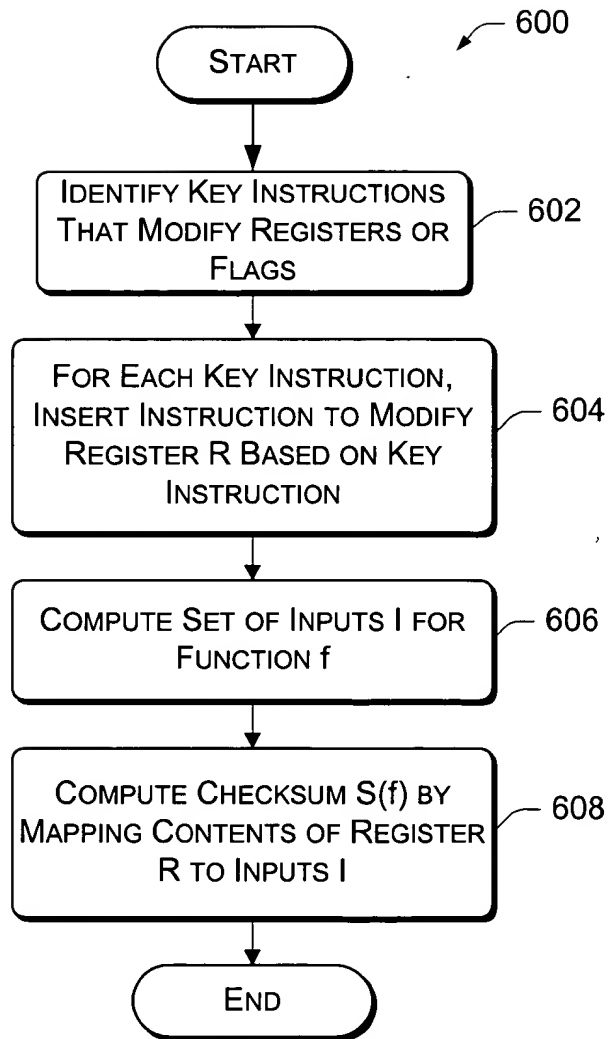 600
START
IDENTIFY KEY INSTRUCTIONS
THAT MODIFY REGISTERS OR
FLAGS
602
FOR EACH KEY INSTRUCTION,
INSERT INSTRUCTION TO MODIFY
REGISTER R BASED ON KEY
INSTRUCTION
604
COMPUTE SET OF INPUTS I FOR
FUNCTION f
606
COMPUTE CHECKSUM S(f) BY
MAPPING CONTENTS OF REGISTER
R TO INPUTS I
608
END